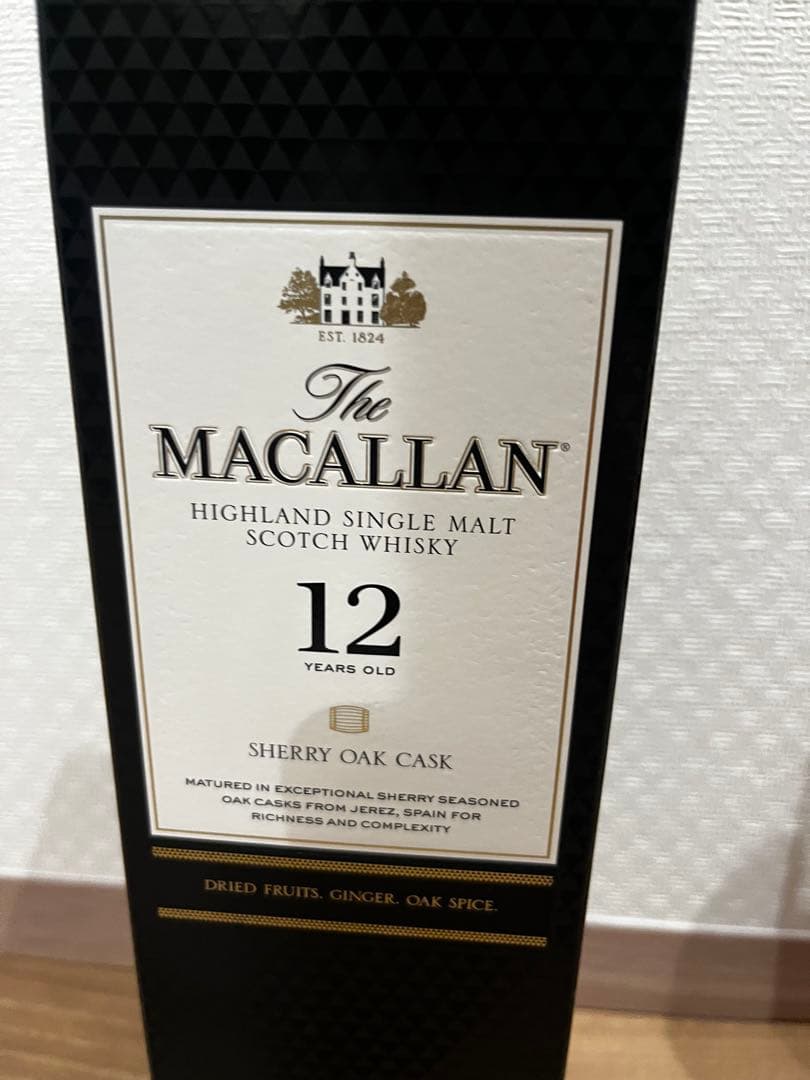 EST. 1824
The
MACALLAN®
HIGHLAND SINGLE MALT
SCOTCH WHISKY
12
YEARS OLD
SHERRY OAK CASK
MATURED IN EXCEPTIONAL SHERRY SEASONED
OAK CASKS FROM JEREZ, SPAIN FOR
RICHNESS AND COMPLEXITY
DRIED FRUITS. GINGER. OAK SPICE.